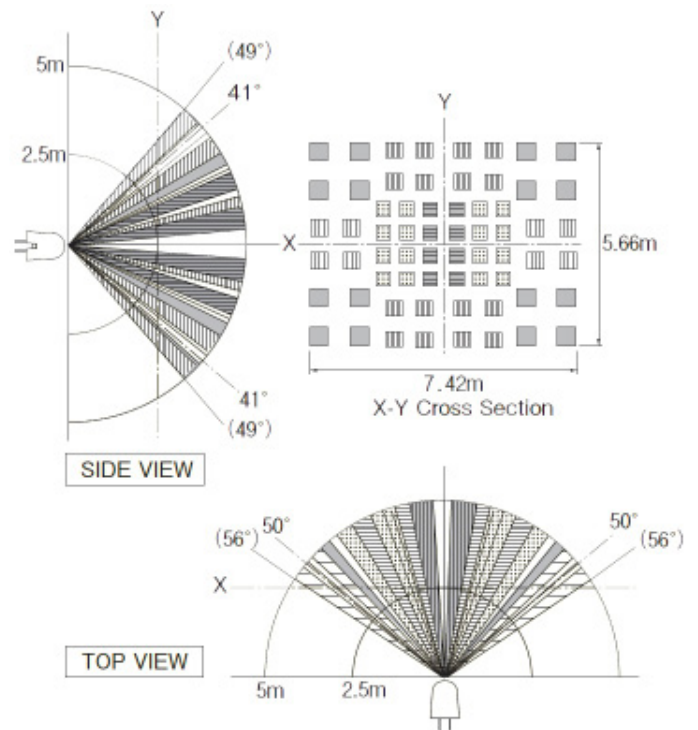 Y
(49°)
5m
41°
2.5m
Y
X
5.66m
7.42m
X-Y Cross Section
41°
(49°)
SIDE VIEW
50°
(56°)
50°
(56°)
X
TOP VIEW
5m
2.5m